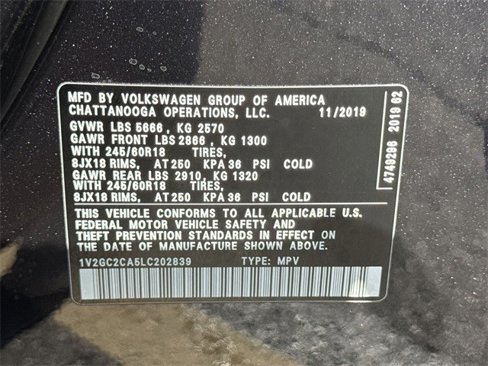 MFD. BY VOLKSWAGEN GROUP OF AMERICA
CHATTANOOGA OPERATIONS, LLC. 11/2019
GVWR LBS 5666, KG 2570
GAWR FRONT LBS 2866, KG 1300
WITH 245/60R18 TIRES,
8JX18 RIMS, AT 250 KPA 36 PSI COLD
GAWR REAR LBS 2910, KG 1320
WITH 245/60R18 TIRES,
8JX18 RIMS, AT 250 KPA 36 PSI COLD
THIS VEHICLE CONFORMS TO ALL APPLICABLE U.S.
FEDERAL MOTOR VEHICLE SAFETY AND
THEFT PREVENTION STANDARDS IN EFFECT
ON THE DATE OF MANUFACTURE SHOWN ABOVE.
1V2GC2CA5LC202839 TYPE: MPV
4749296 2019 62